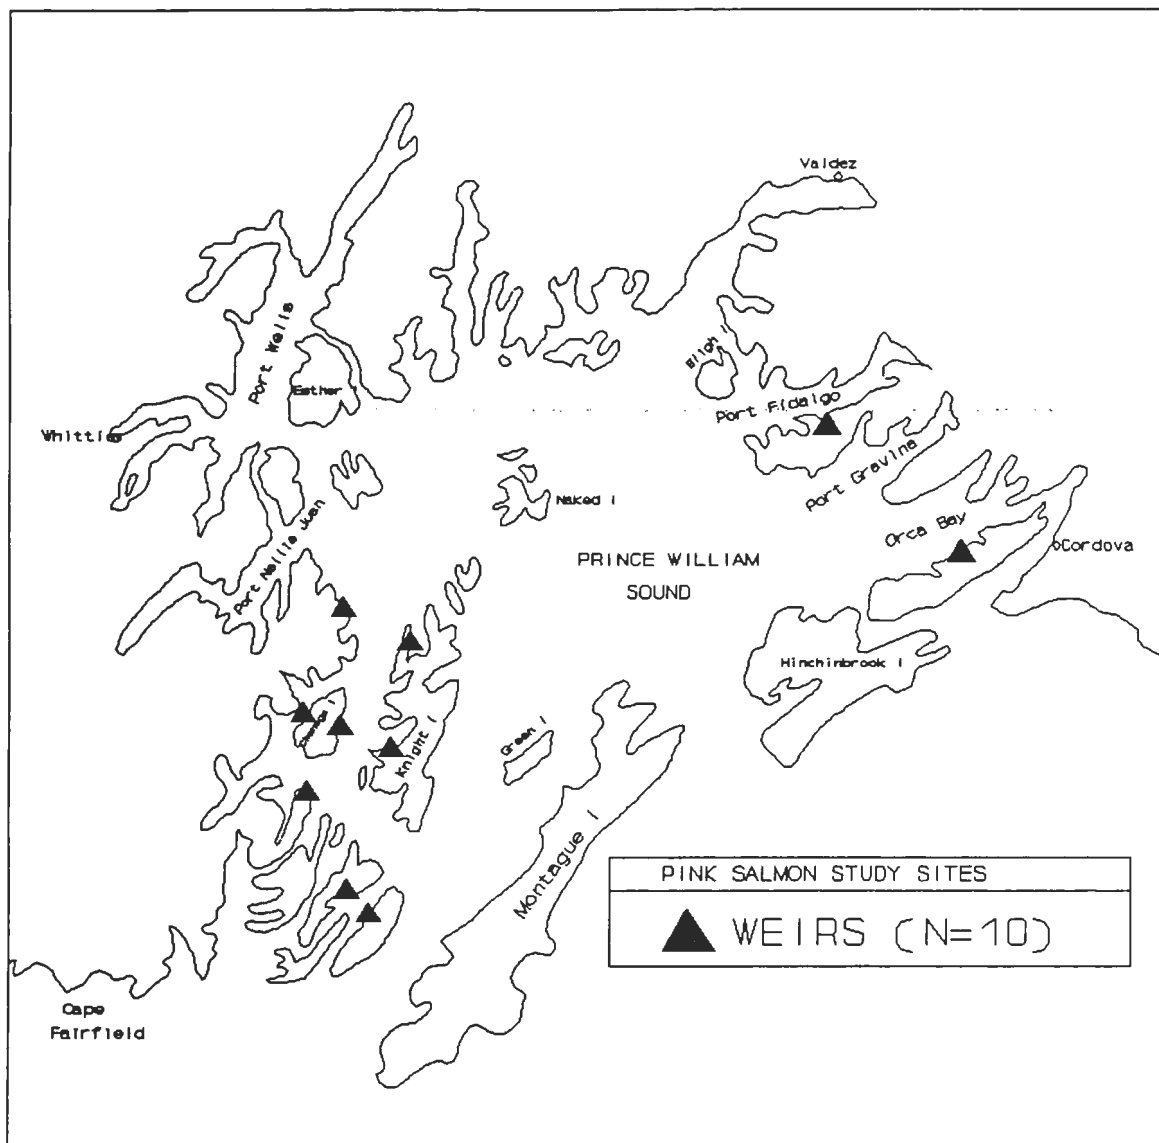 Valdez
Port Wells
Bligh I
Esther I
Port Fidalgo
Whittier
Port Gravina
Naked I
Port Nellie Juan
Orca Bay
Cordova
PRINCE WILLIAM
SOUND
Hinchinbrook I
Chenega I
Knight I
Green I
Montague I
PINK SALMON STUDY SITES
WEIRS (N=10)
Cape
Fairfield